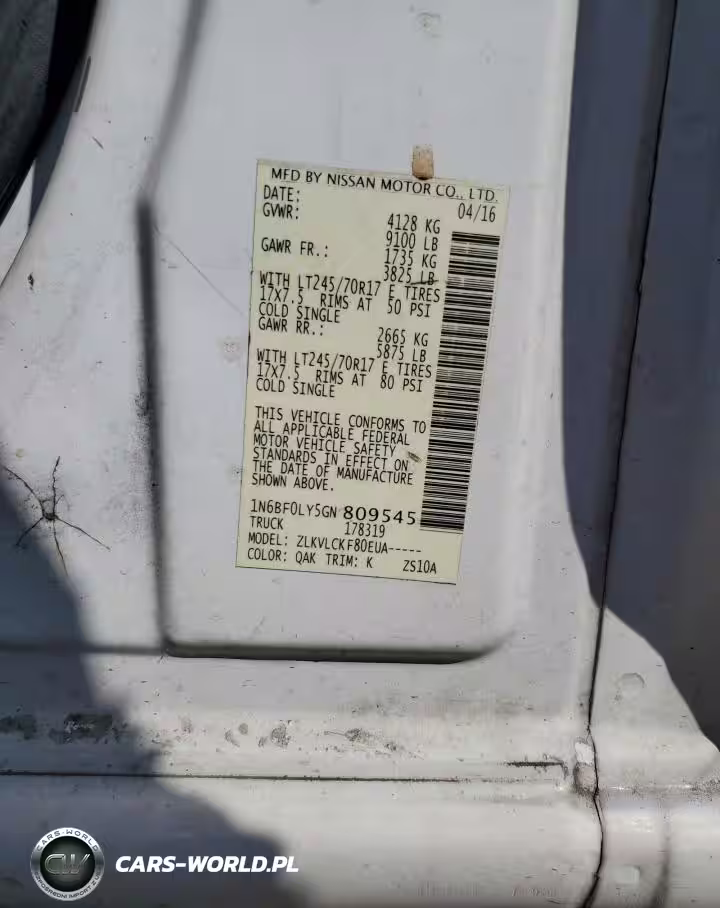 MFD BY NISSAN MOTOR CO., LTD.
DATE: 04/16
GVWR: 4128 KG
9100 LB
GAWR FR.: 1735 KG
3825 LB
WITH LT245/70R17 E TIRES
17X7.5 RIMS AT 50 PSI
COLD SINGLE
GAWR RR.: 2665 KG
5875 LB
WITH LT245/70R17 E TIRES
17X7.5 RIMS AT 80 PSI
COLD SINGLE
THIS VEHICLE CONFORMS TO
ALL APPLICABLE FEDERAL
MOTOR VEHICLE SAFETY
STANDARDS IN EFFECT ON
THE DATE OF MANUFACTURE
SHOWN ABOVE.
1N6BF0LY5GN809545
TRUCK 178319
MODEL: ZLKVLCKF80EUA-----
COLOR: QAK TRIM: K ZS10A
CARS-WORLD
CW
CARS-WORLD.PL